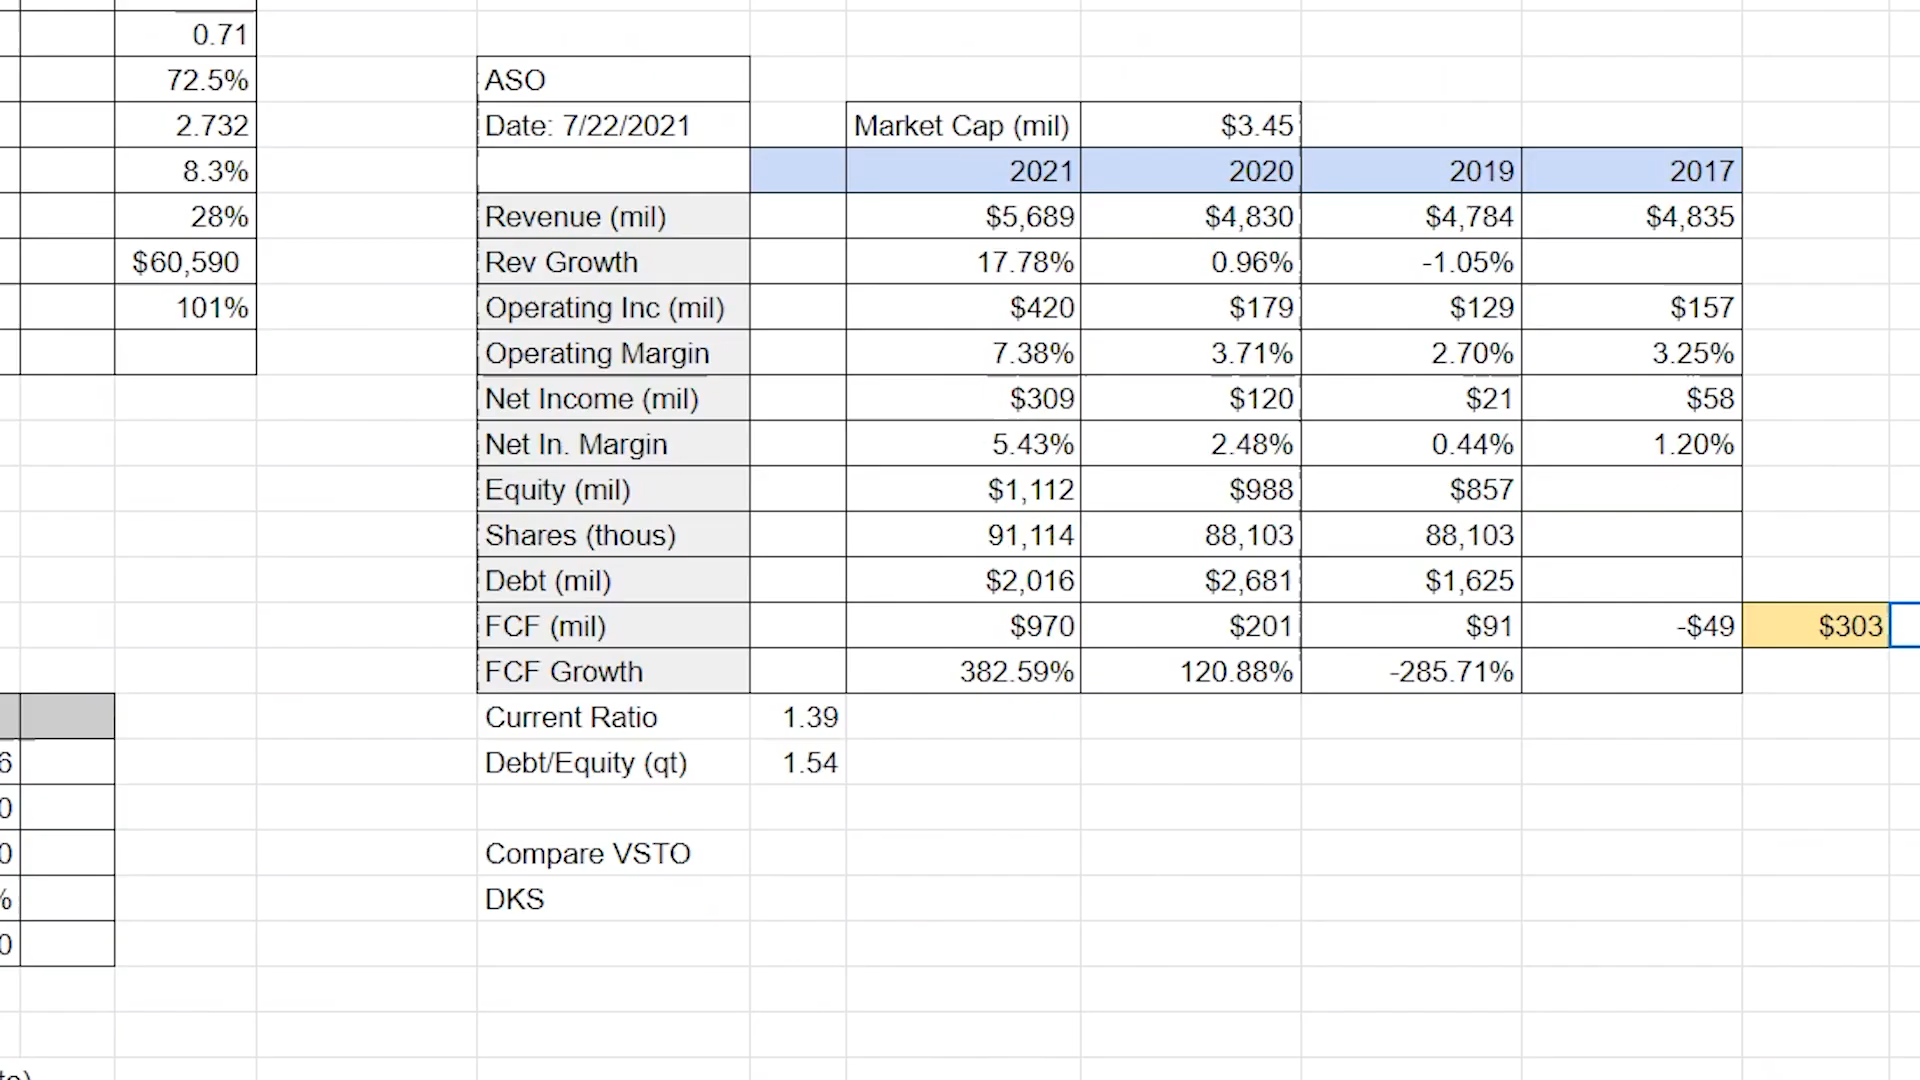 0.71
72.5%
2.732
8.3%
28%
$60,590
101%
ASO
Date: 7/22/2021 Market Cap (mil) $3.45
2021 2020 2019 2017
Revenue (mil) $5,689 $4,830 $4,784 $4,835
Rev Growth 17.78% 0.96% -1.05%
Operating Inc (mil) $420 $179 $129 $157
Operating Margin 7.38% 3.71% 2.70% 3.25%
Net Income (mil) $309 $120 $21 $58
Net In. Margin 5.43% 2.48% 0.44% 1.20%
Equity (mil) $1,112 $988 $857
Shares (thous) 91,114 88,103 88,103
Debt (mil) $2,016 $2,681 $1,625
FCF (mil) $970 $201 $91 -$49 $303
FCF Growth 382.59% 120.88% -285.71%
Current Ratio 1.39
Debt/Equity (qt) 1.54
Compare VSTO
DKS
6
0
0
%
0